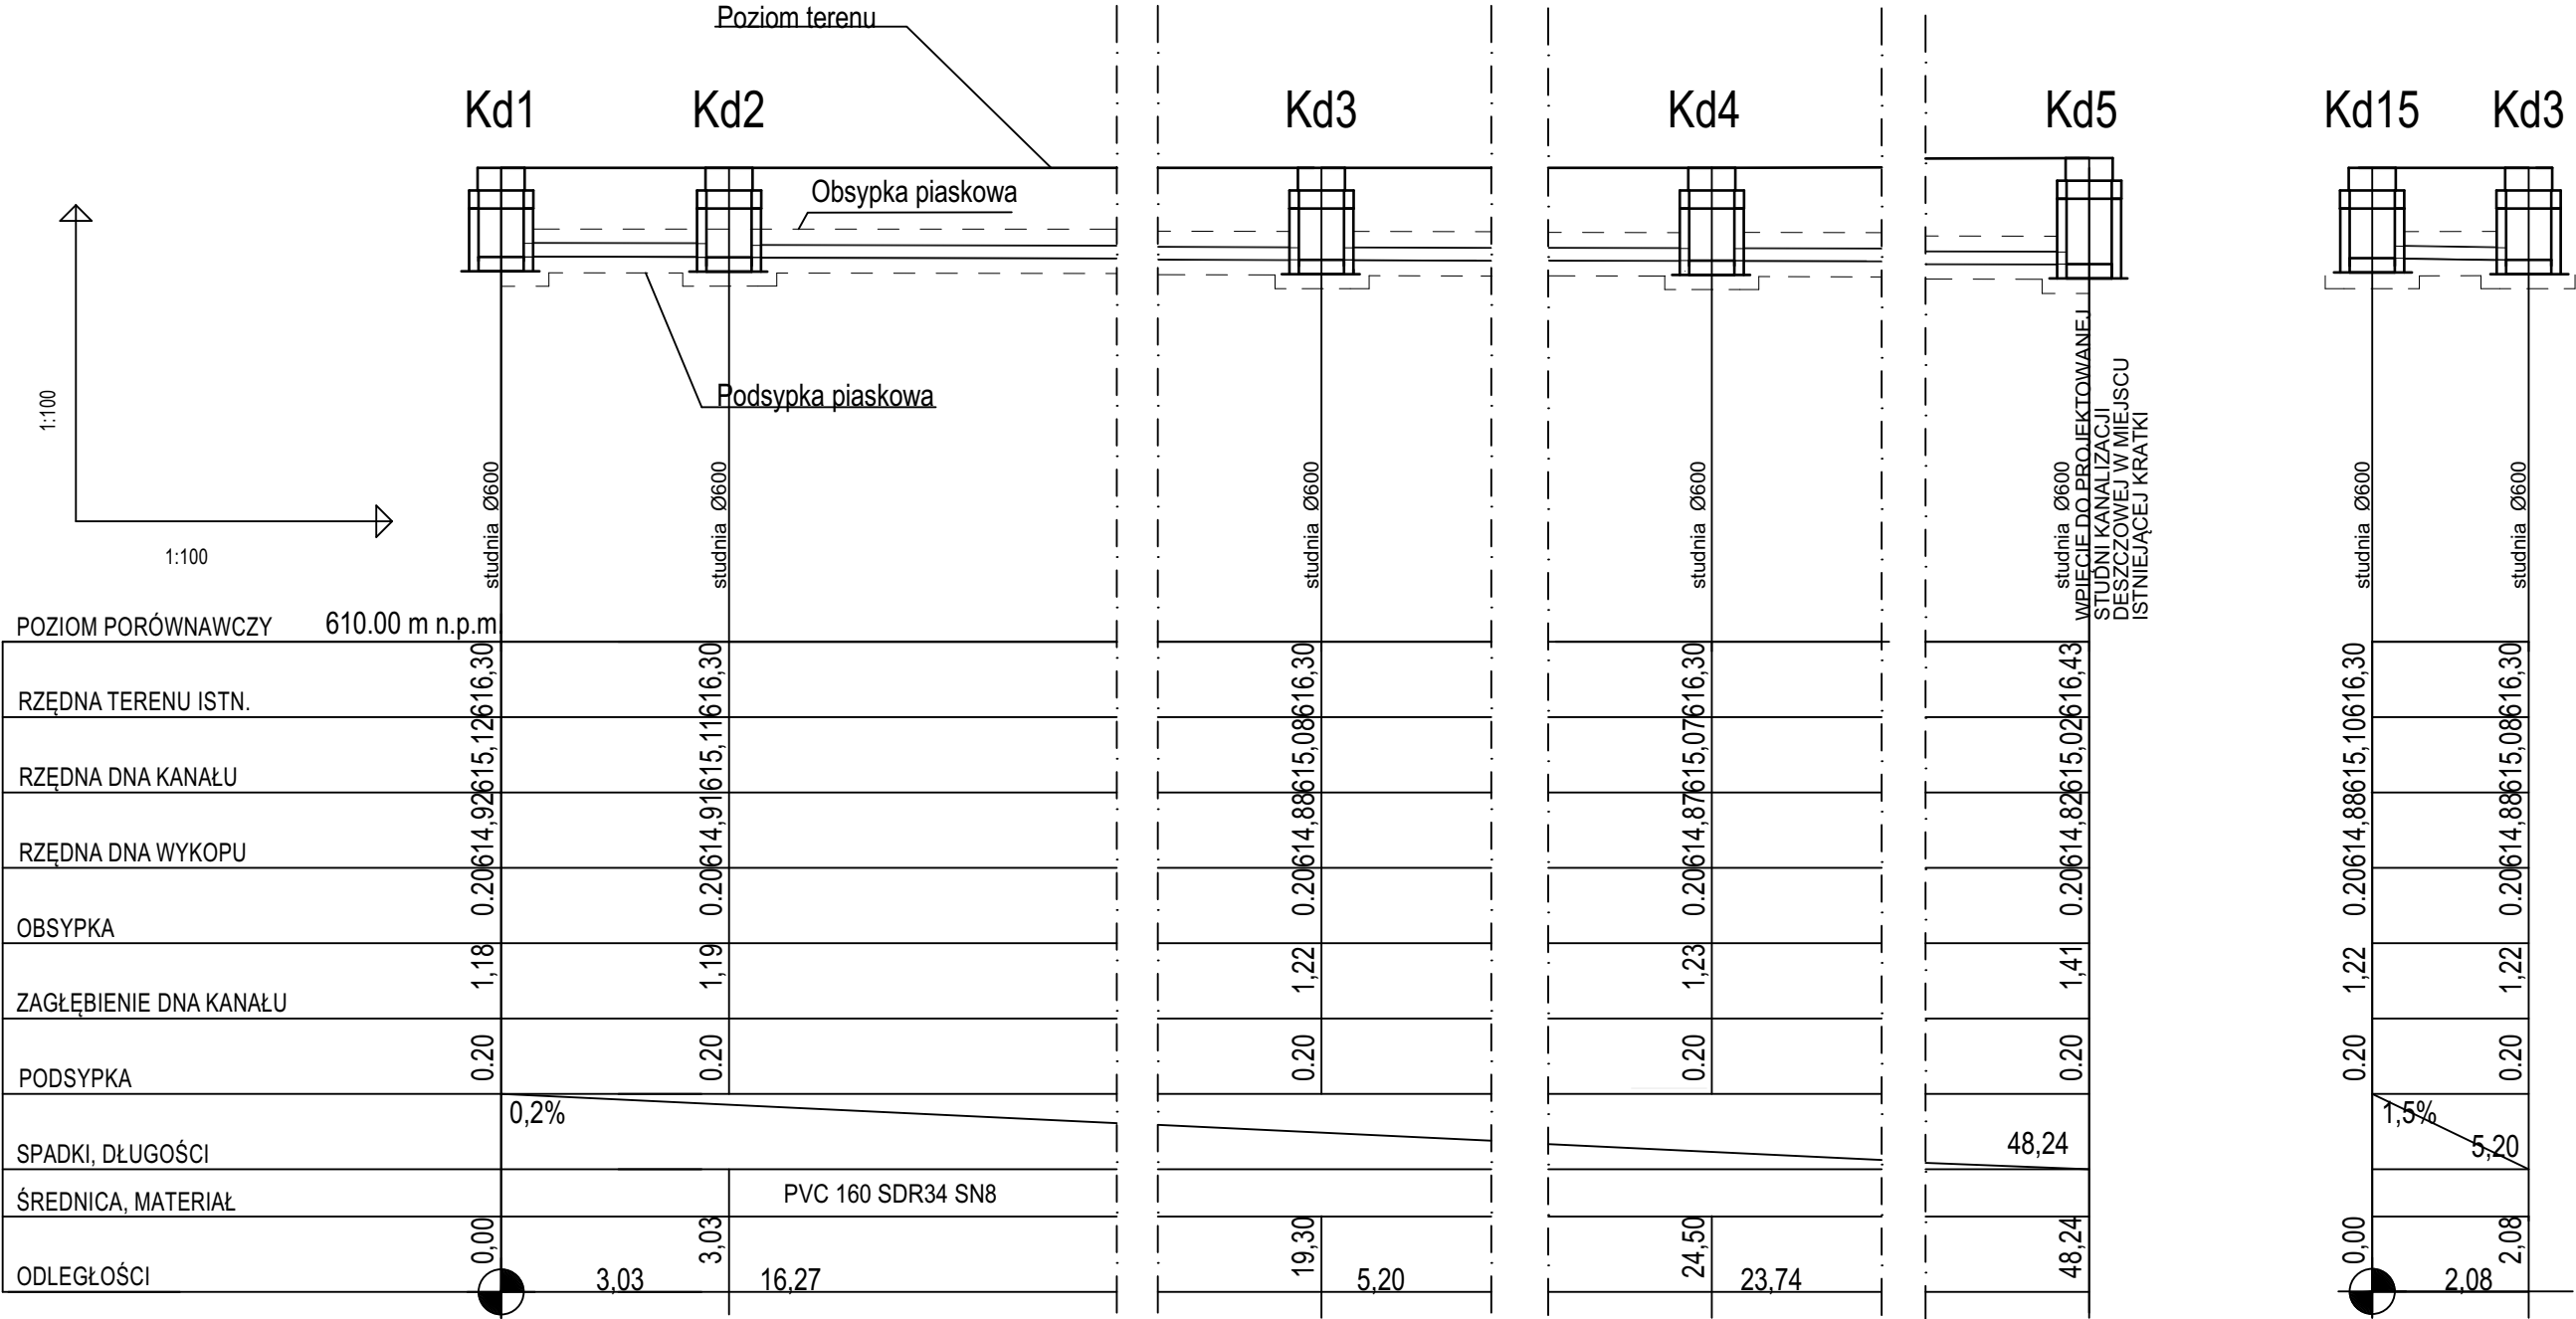 Poziom terenu
Kd1 Kd2 Kd3 Kd4 Kd5 Kd15 Kd3
Obsypka piaskowa
Podsypka piaskowa
1:100
1:100
studnia Ø600
studnia Ø600
studnia Ø600
studnia Ø600
studnia Ø600
WPIĘCIE DO PROJEKTOWANEJ
STUDNI KANALIZACJI
DESZCZOWEJ W MIEJSCU
ISTNIEJĄCEJ KRATKI
studnia Ø600
studnia Ø600
POZIOM PORÓWNAWCZY 610.00 m n.p.m
RZĘDNA TERENU ISTN. 616,30 616,30 616,30 616,30 616,43 616,30 616,30
RZĘDNA DNA KANAŁU 615,12 615,11 615,08 615,07 615,02 615,10 615,08
RZĘDNA DNA WYKOPU 614,92 614,91 614,88 614,87 614,82 614,88 614,88
OBSYPKA 0.20 0.20 0.20 0.20 0.20 0.20 0.20
ZAGŁĘBIENIE DNA KANAŁU 1,18 1,19 1,22 1,23 1,41 1,22 1,22
PODSYPKA 0.20 0.20 0.20 0.20 0.20 0.20 0.20
SPADKI, DŁUGOŚCI 0,2% 48,24 1,5% 5,20
ŚREDNICA, MATERIAŁ PVC 160 SDR34 SN8
0,00 3,03 19,30 24,50 48,24 0,00 2,08
ODLEGŁOŚCI 3,03 16,27 5,20 23,74 2,08